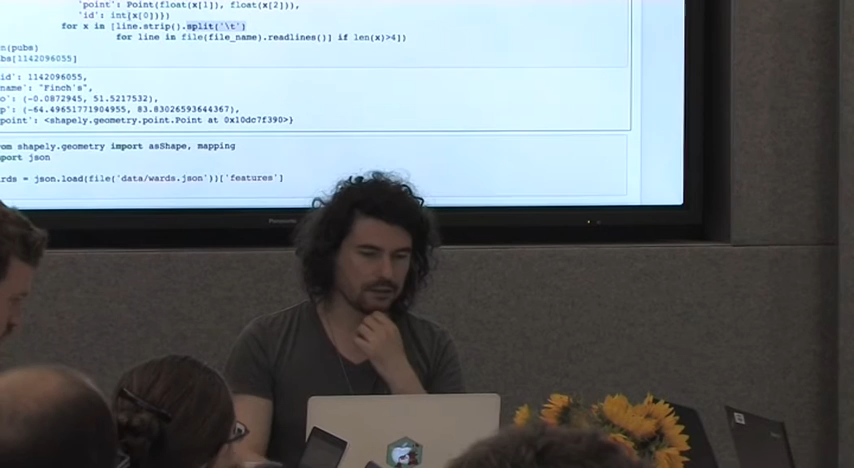 'point': Point(float(x[1]), float(x[2])),
'id': int(x[0])})
for x in [line.strip().split('\t')
for line in file(file_name).readlines()] if len(x)>4])
n(pubs)
bs[1142096055]
id': 1142096055,
name': "Finch's",
o': (-0.0872945, 51.5217532),
p': (-64.49651771904955, 83.83026593644367),
point': <shapely.geometry.point.Point at 0x10dc7f390>}
om shapely.geometry import asShape, mapping
port json
rds = json.load(file('data/wards.json'))['features']
Panasonic